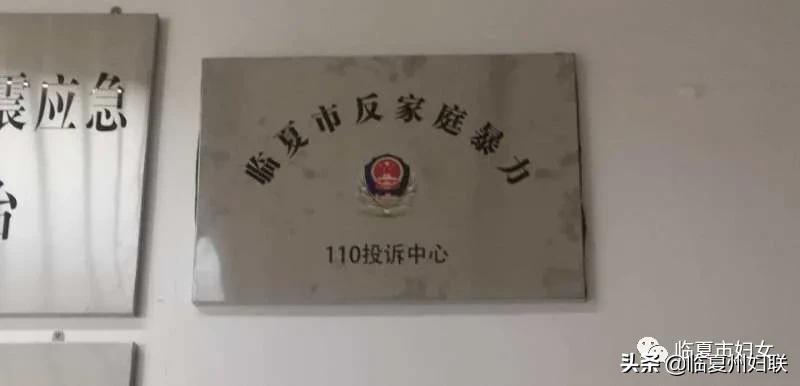 震应急
台
临夏市反家庭暴力
110投诉中心
临夏市妇女
头条@临夏州妇联